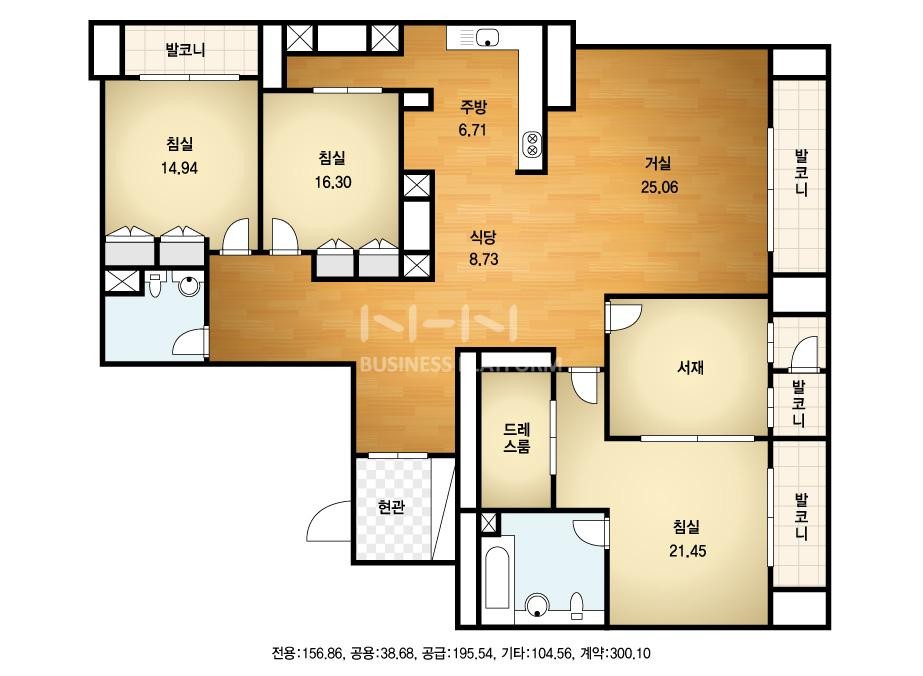 발코니
침실
14.94
침실
16.30
주방
6.71
거실
25.06
발코니
식당
8.73
BUSINESS PLATFORM
서재
발코니
드레
스룸
현관
침실
21.45
발코니
전용:156.86, 공용:38.68, 공급:195.54, 기타:104.56, 계약:300.10